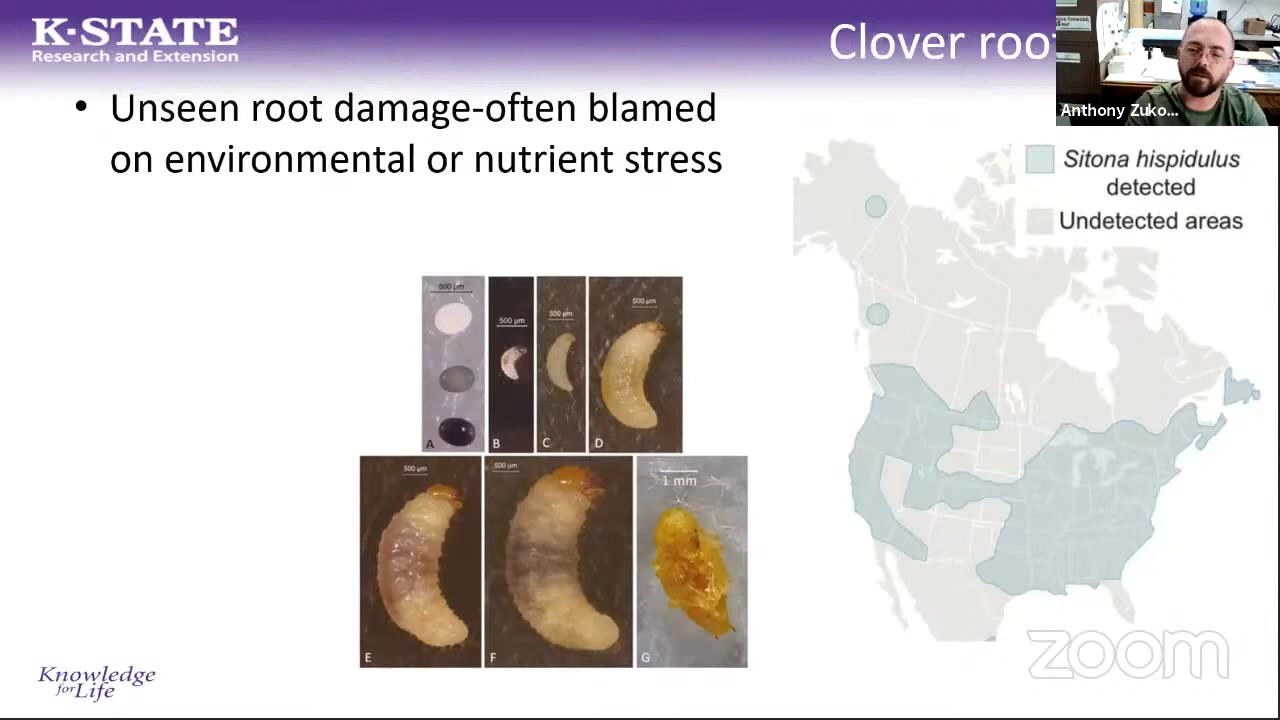 K-STATE
Research and Extension
Clover roo
Anthony Zuko...
• Unseen root damage-often blamed
on environmental or nutrient stress
Sitona hispidulus
detected
Undetected areas
500 µm
500 µm
500 µm
500 µm
A
B
C
D
500 µm
500 µm
1 mm
E
F
G
Knowledge
for Life
zoom